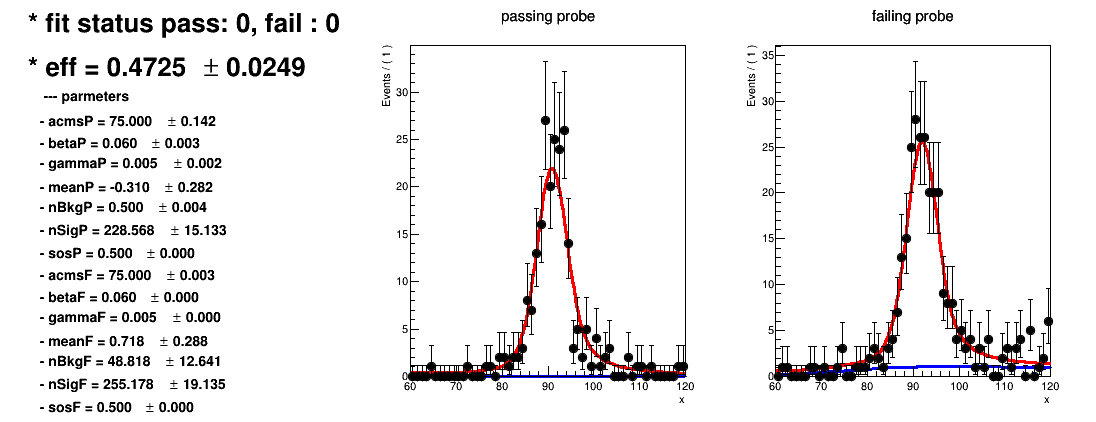 * fit status pass: 0, fail : 0
* eff = 0.4725 ± 0.0249
--- parmeters
- acmsP = 75.000 ± 0.142
- betaP = 0.060 ± 0.003
- gammaP = 0.005 ± 0.002
- meanP = -0.310 ± 0.282
- nBkgP = 0.500 ± 0.004
- nSigP = 228.568 ± 15.133
- sosP = 0.500 ± 0.000
- acmsF = 75.000 ± 0.003
- betaF = 0.060 ± 0.000
- gammaF = 0.005 ± 0.000
- meanF = 0.718 ± 0.288
- nBkgF = 48.818 ± 12.641
- nSigF = 255.178 ± 19.135
- sosF = 0.500 ± 0.000
passing probe
Events / ( 1 )
30
25
20
15
10
5
0
60 70 80 90 100 110 120
x
failing probe
Events / ( 1 )
35
30
25
20
15
10
5
0
60 70 80 90 100 110 120
x